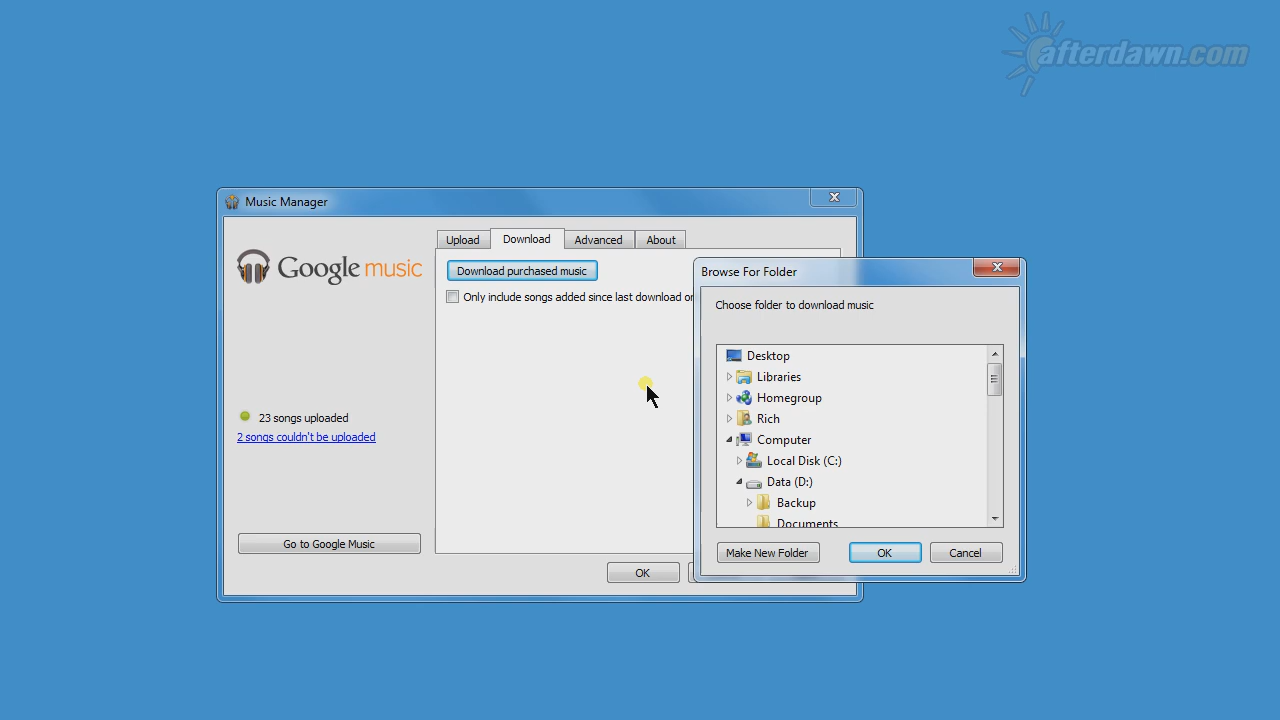 afterdawn.com
Music Manager
Google music
Upload
Download
Advanced
About
Download purchased music
Only include songs added since last download or
23 songs uploaded
2 songs couldn't be uploaded
Go to Google Music
OK
Browse For Folder
Choose folder to download music
Desktop
Libraries
Homegroup
Rich
Computer
Local Disk (C:)
Data (D:)
Backup
Documents
Make New Folder
OK
Cancel